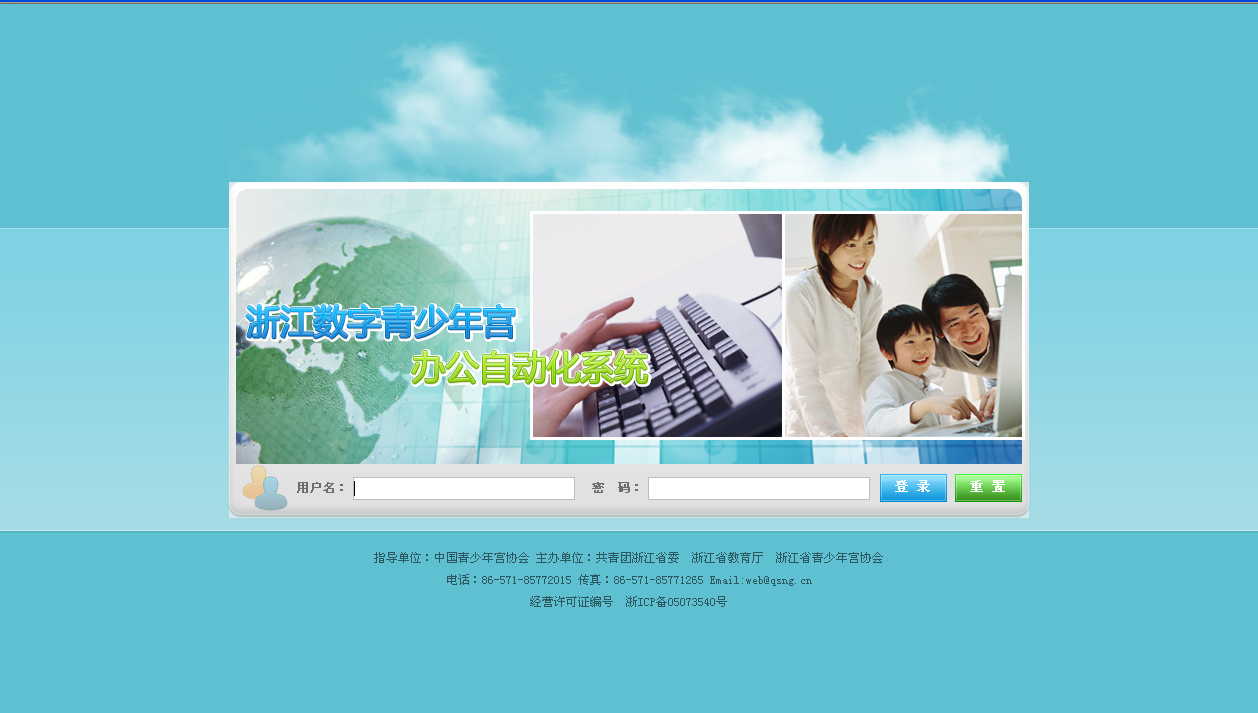 浙江数字青少年宫
办公自动化系统
用户名： 密 码： 登 录 重 置
指导单位：中国青少年宫协会 主办单位：共青团浙江省委 浙江省教育厅 浙江省青少年宫协会
电话：86-571-85772015 传真：86-571-85771265 Email:web@qsng.cn
经营许可证编号 浙ICP备05073540号